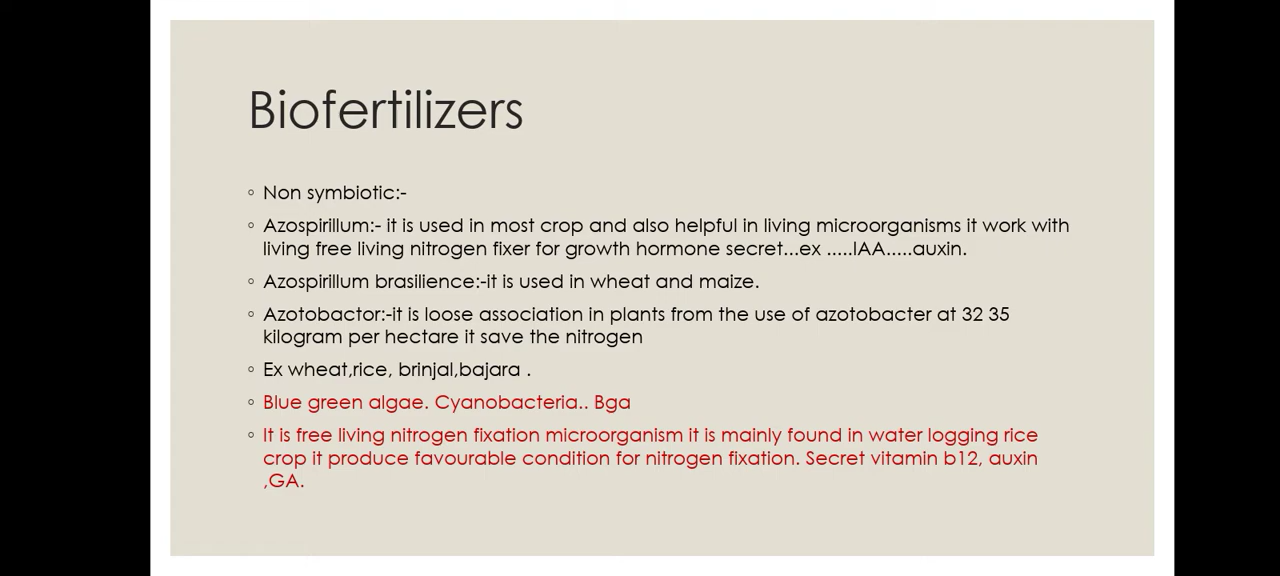 Biofertilizers
◦ Non symbiotic:-
◦ Azospirillum:- it is used in most crop and also helpful in living microorganisms it work with
living free living nitrogen fixer for growth hormone secret...ex .....IAA.....auxin.
◦ Azospirillum brasilience:-it is used in wheat and maize.
◦ Azotobactor:-it is loose association in plants from the use of azotobacter at 32 35
kilogram per hectare it save the nitrogen
◦ Ex wheat,rice, brinjal,bajara .
◦ Blue green algae. Cyanobacteria.. Bga
◦ It is free living nitrogen fixation microorganism it is mainly found in water logging rice
crop it produce favourable condition for nitrogen fixation. Secret vitamin b12, auxin
,GA.